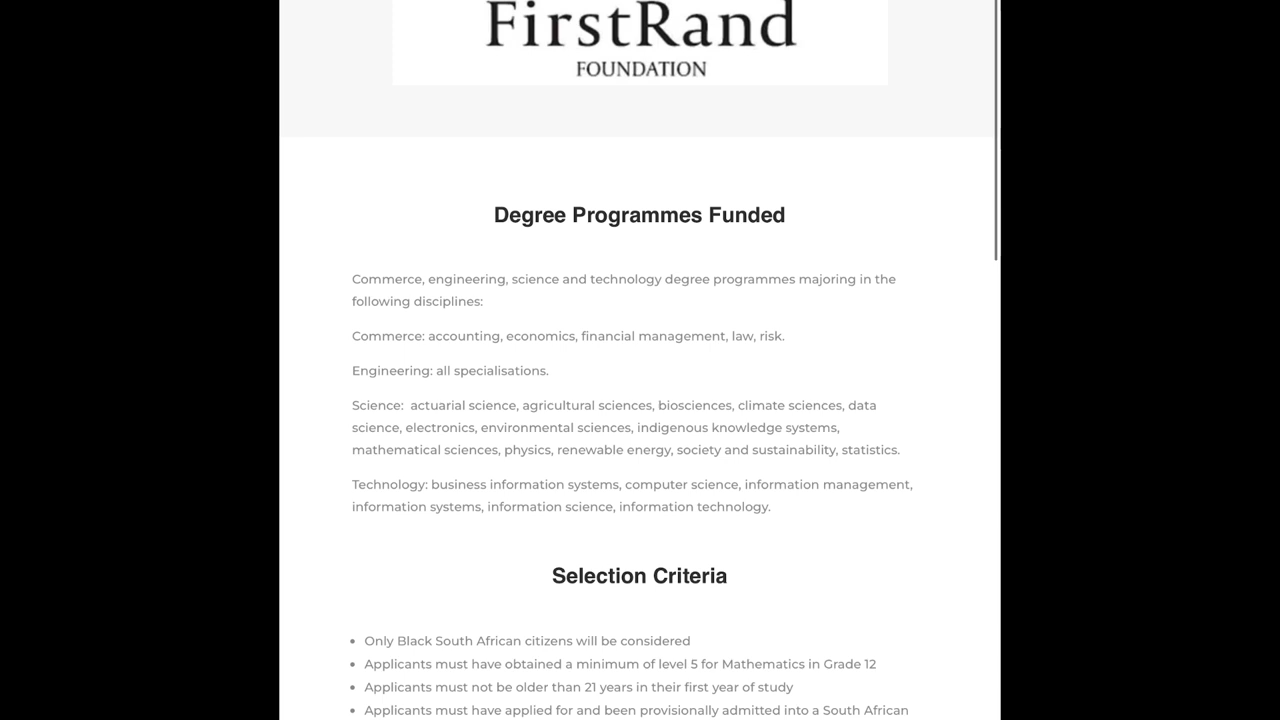 FirstRand
FOUNDATION
Degree Programmes Funded
Commerce, engineering, science and technology degree programmes majoring in the
following disciplines:
Commerce: accounting, economics, financial management, law, risk.
Engineering: all specialisations.
Science: actuarial science, agricultural sciences, biosciences, climate sciences, data
science, electronics, environmental sciences, indigenous knowledge systems,
mathematical sciences, physics, renewable energy, society and sustainability, statistics.
Technology: business information systems, computer science, information management,
information systems, information science, information technology.
Selection Criteria
• Only Black South African citizens will be considered
• Applicants must have obtained a minimum of level 5 for Mathematics in Grade 12
• Applicants must not be older than 21 years in their first year of study
• Applicants must have applied for and been provisionally admitted into a South African